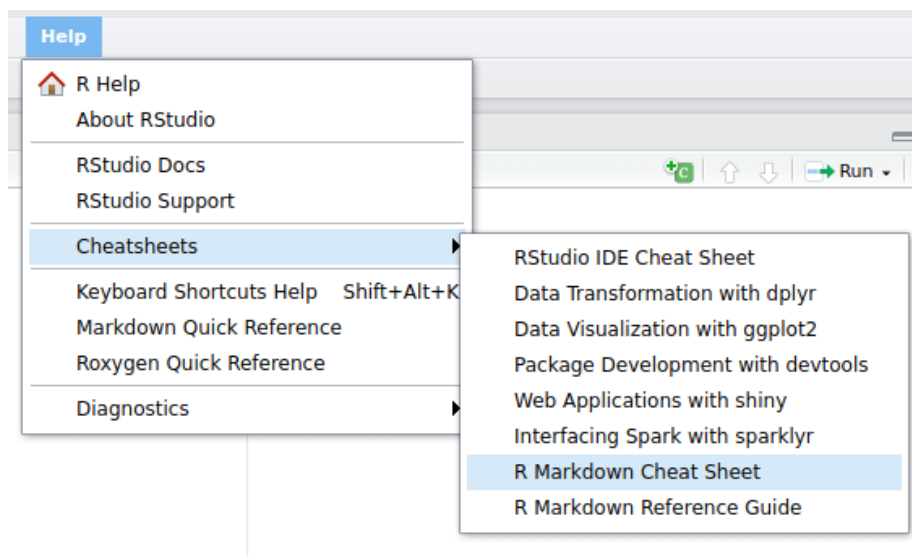 Help
R Help
About RStudio
RStudio Docs
RStudio Support
Cheatsheets
Keyboard Shortcuts Help Shift+Alt+K
Markdown Quick Reference
Roxygen Quick Reference
Diagnostics
C Run
RStudio IDE Cheat Sheet
Data Transformation with dplyr
Data Visualization with ggplot2
Package Development with devtools
Web Applications with shiny
Interfacing Spark with sparklyr
R Markdown Cheat Sheet
R Markdown Reference Guide